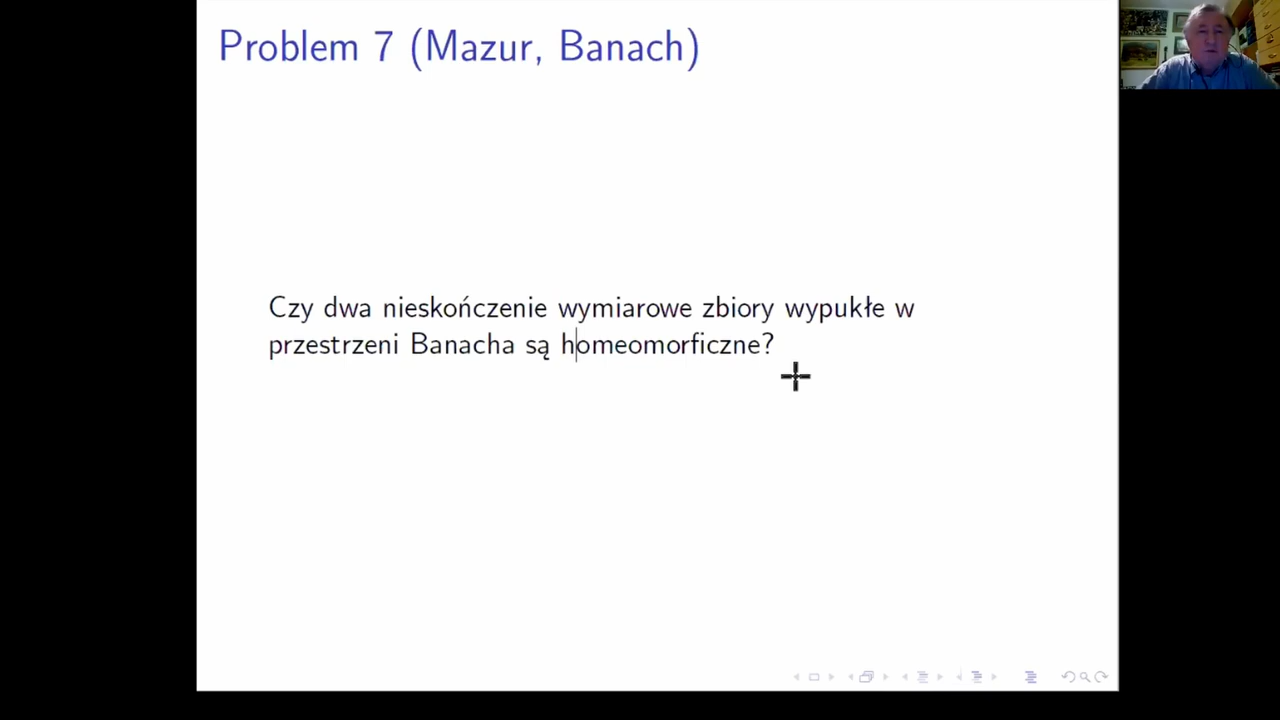 Problem 7 (Mazur, Banach)
Czy dwa nieskończenie wymiarowe zbiory wypukłe w
przestrzeni Banacha są homeomorficzne?